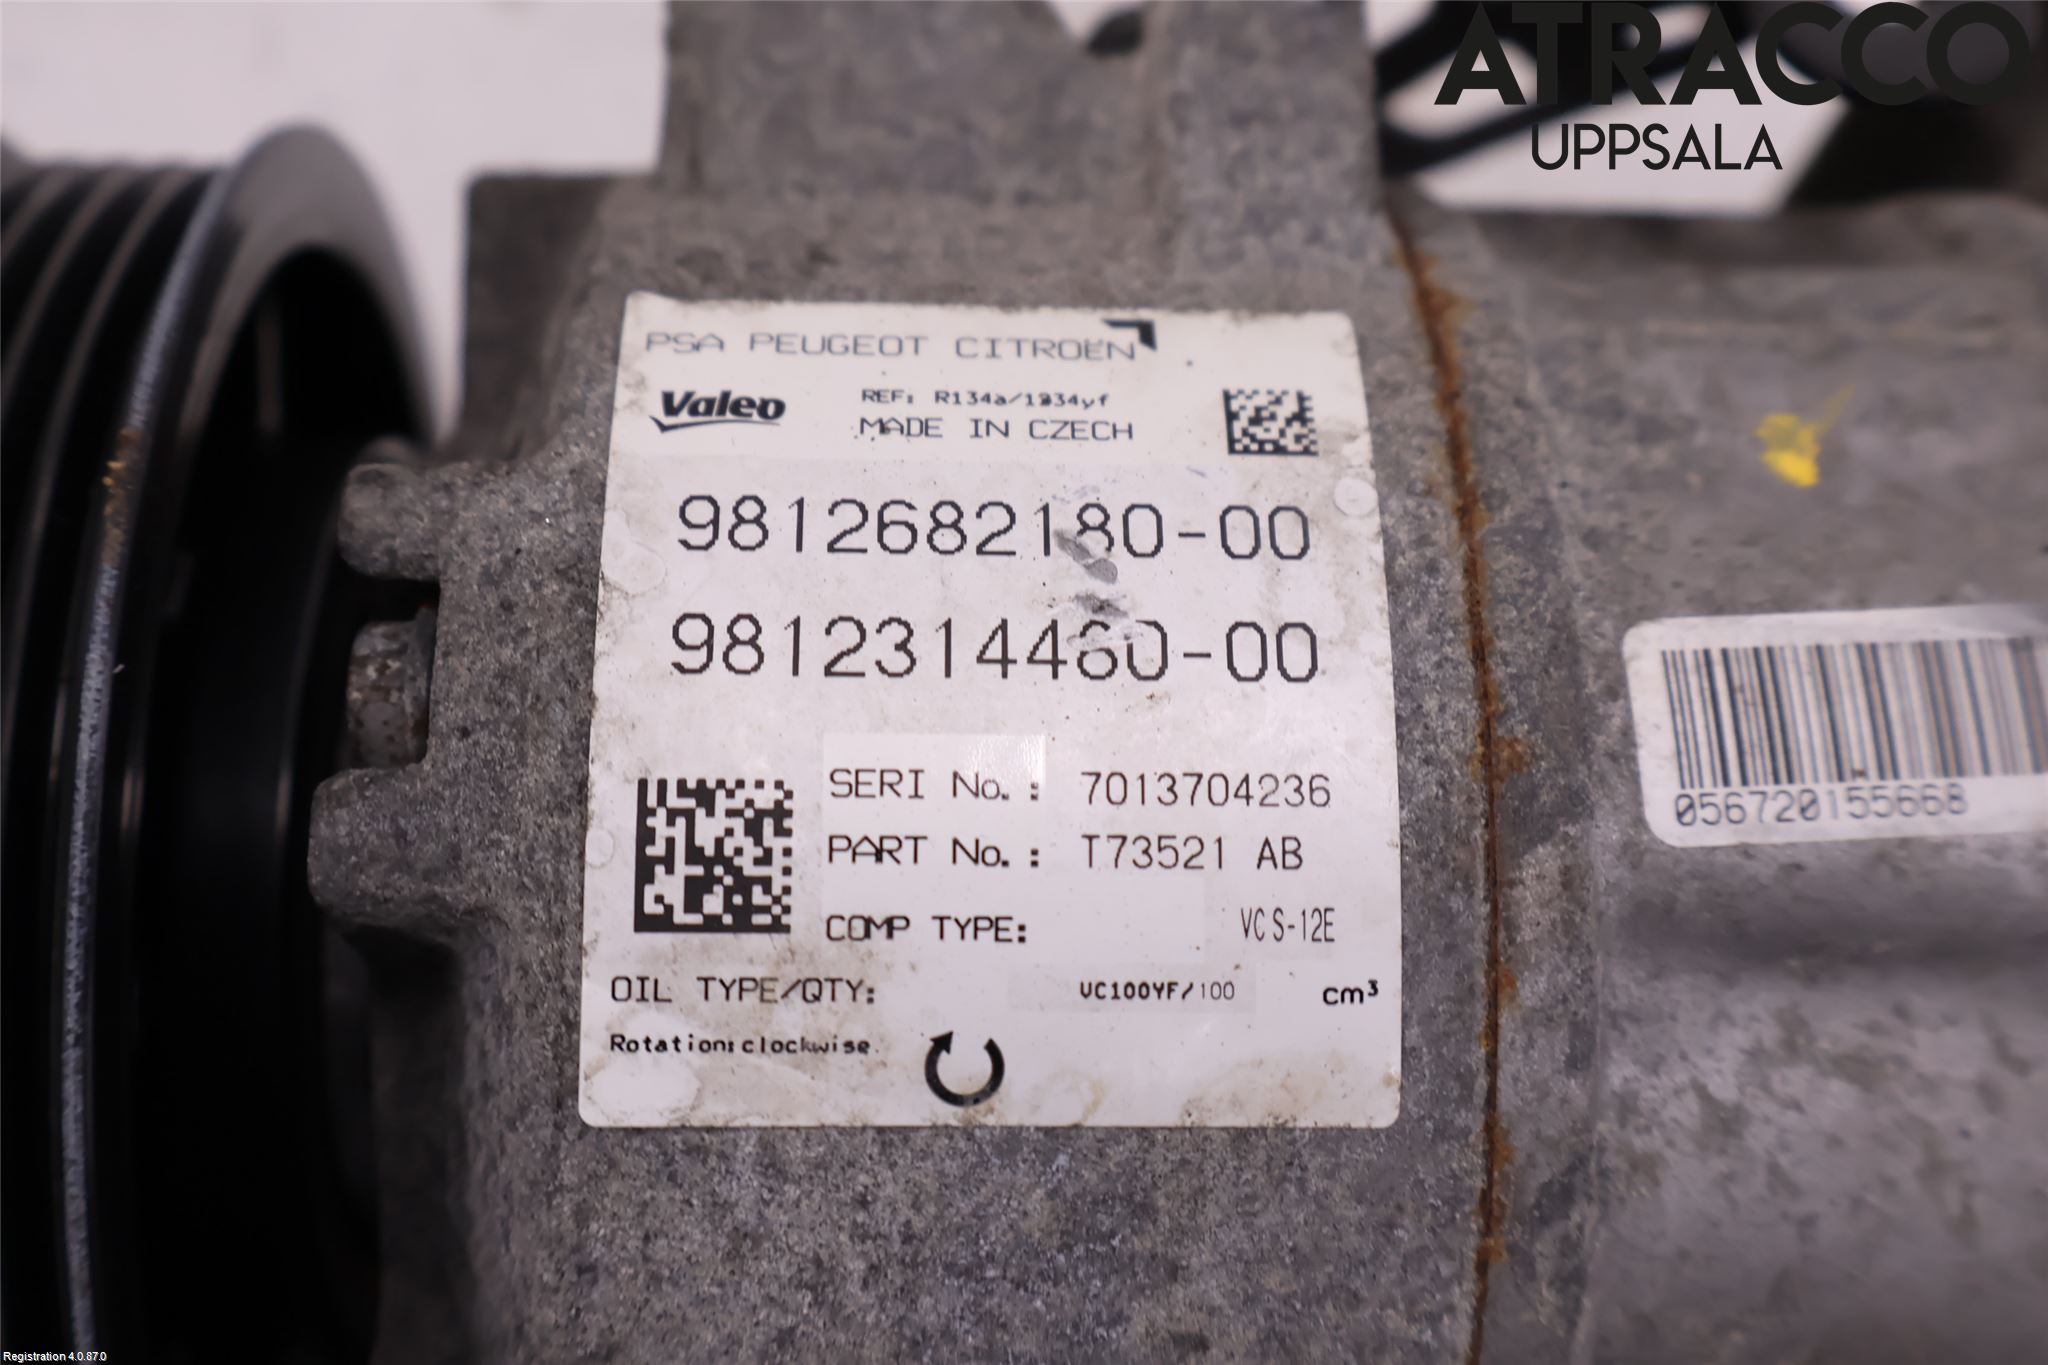 ATRACCO
UPPSALA
PSA PEUGEOT CITROËN
Valeo
REF: R134a/1234yf
MADE IN CZECH
9812682180-00
9812314480-00
SERI No. : 7013704236
PART No. : T73521 AB
COMP TYPE: VCS-12E
OIL TYPE/QTY: VC100YF/100 cm³
Rotation:clockwise.
056720155668
Registration 4.0.87.0